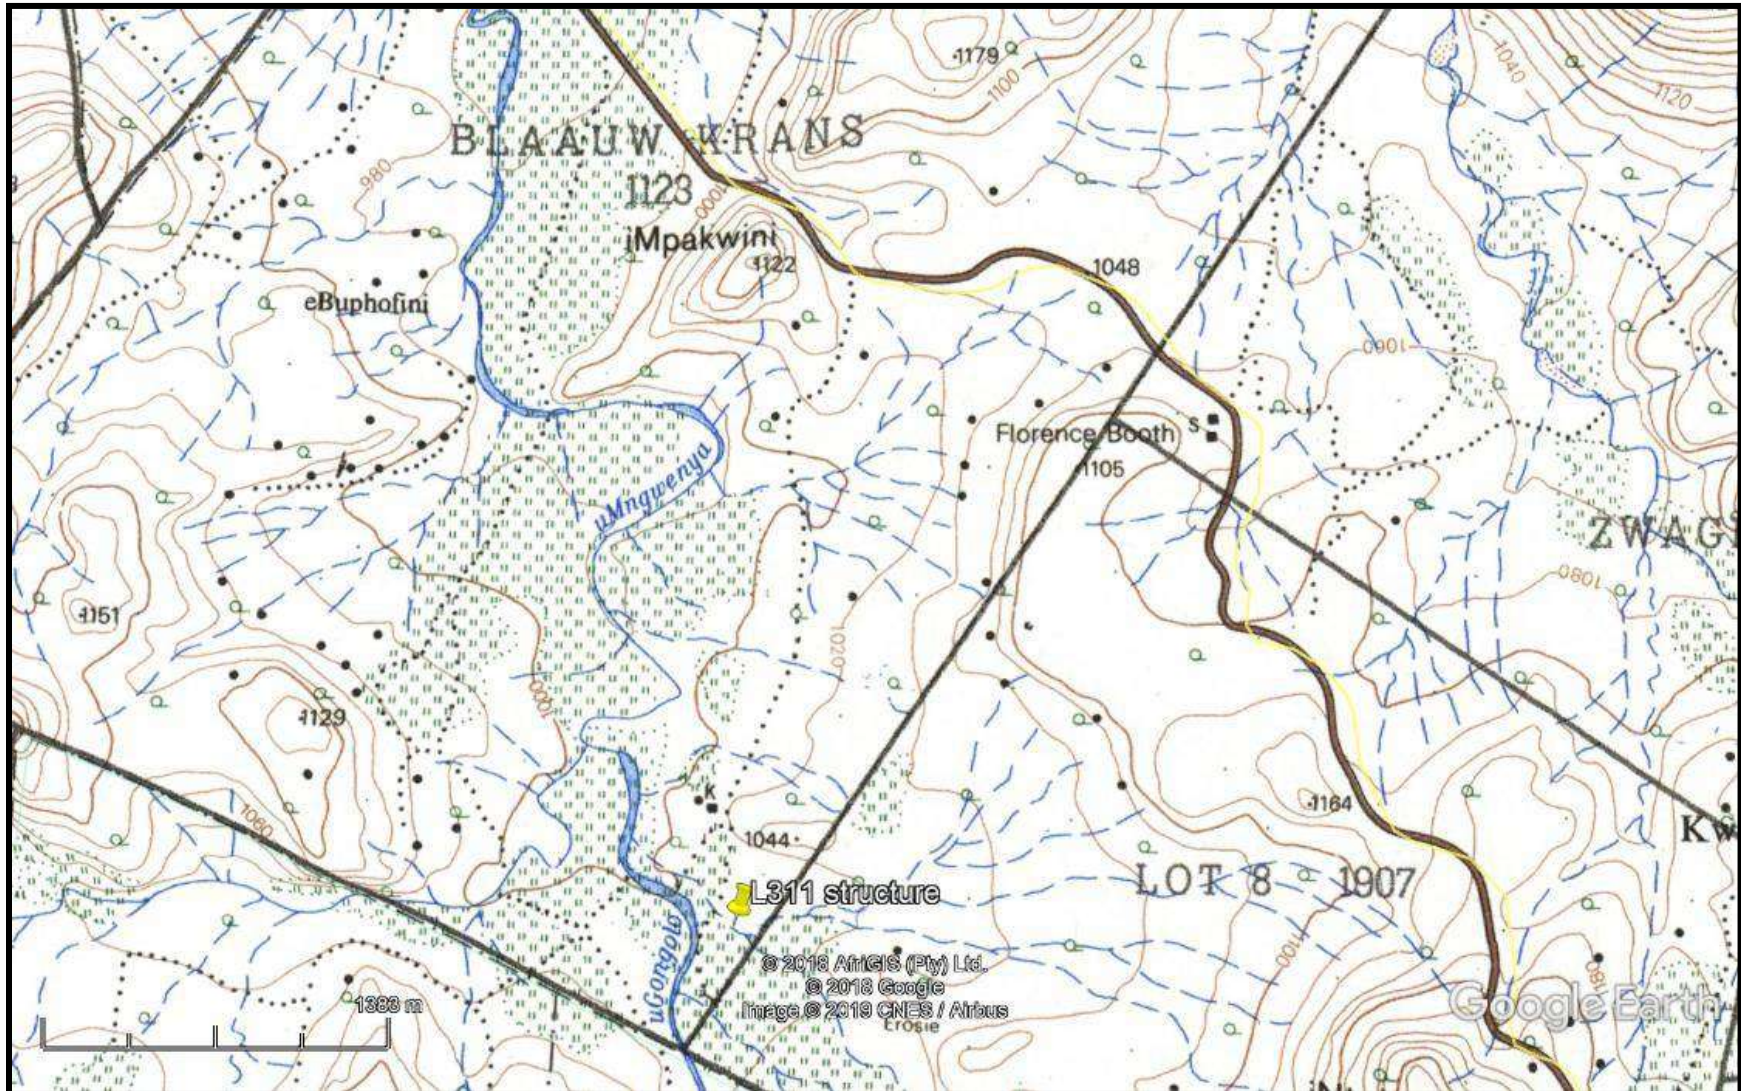 1179
1040
1100
1120
BLAAUW KRANS
980
1123
1000
iMpakwini
1122
1048
eBuphofini
1060
Florence Booth
S
1105
uMngwenya
ZWAG
1080
1151
1020
1000
1129
k
1164
1060
1044
Kw
LOT 8 1907
L311 structure
uGongolo
1100
1080
© 2018 AfriGIS (Pty) Ltd.
© 2018 Google
Image © 2019 CNES / Airbus
Erosie
1383 m
Google Earth